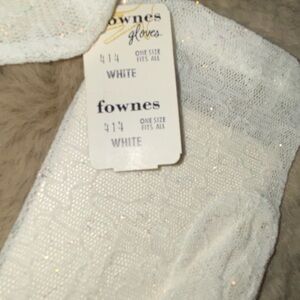 fownes
gloves
414 ONE SIZE FITS ALL
WHITE
fownes
414 ONE SIZE FITS ALL
WHITE